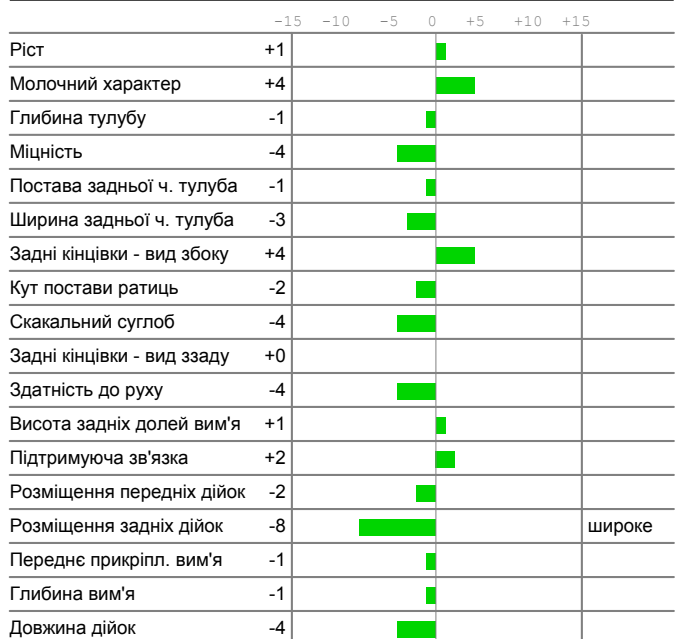 -15 -10 -5 0 +5 +10 +15
Ріст +1
Молочний характер +4
Глибина тулубу -1
Міцність -4
Постава задньої ч. тулуба -1
Ширина задньої ч. тулуба -3
Задні кінцівки - вид збоку +4
Кут постави ратиць -2
Скакальний суглоб -4
Задні кінцівки - вид ззаду +0
Здатність до руху -4
Висота задніх долей вим'я +1
Підтримуюча зв'язка +2
Розміщення передніх дійок -2
Розміщення задніх дійок -8 широке
Переднє прикріпл. вим'я -1
Глибина вим'я -1
Довжина дійок -4